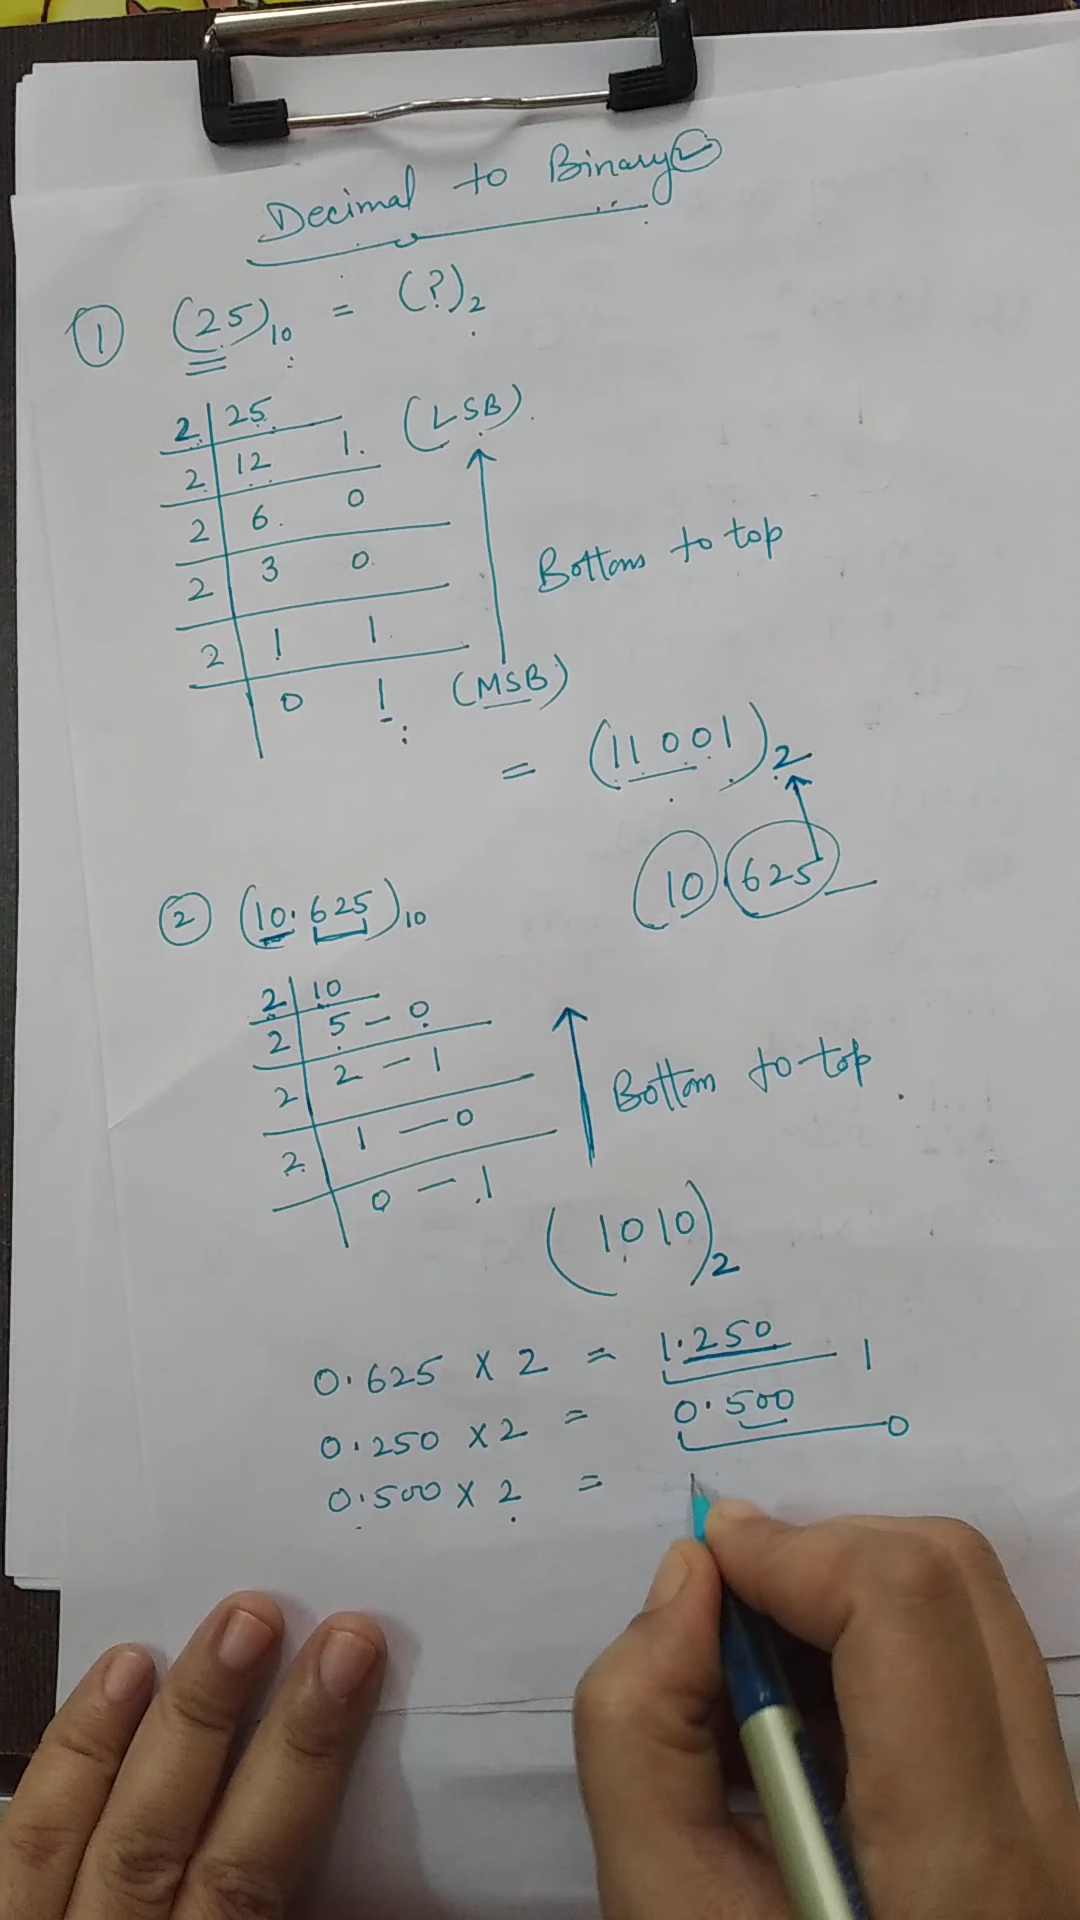 Decimal to Binary
① (25)10 = (?)2
2 | 25 (LSB)
2 | 12 1
2 | 6 0
2 | 3 0
Bottom to top
2 | 1 1
0 1 (MSB)
= (11001)2
10.625
② (10.625)10
2 | 10
2 | 5 - 0
2 | 2 - 1
Bottom to top
2 | 1 - 0
0 - 1
(1010)2
0.625 x 2 = 1.250 1
0.250 x 2 = 0.500 0
0.500 x 2 = 1